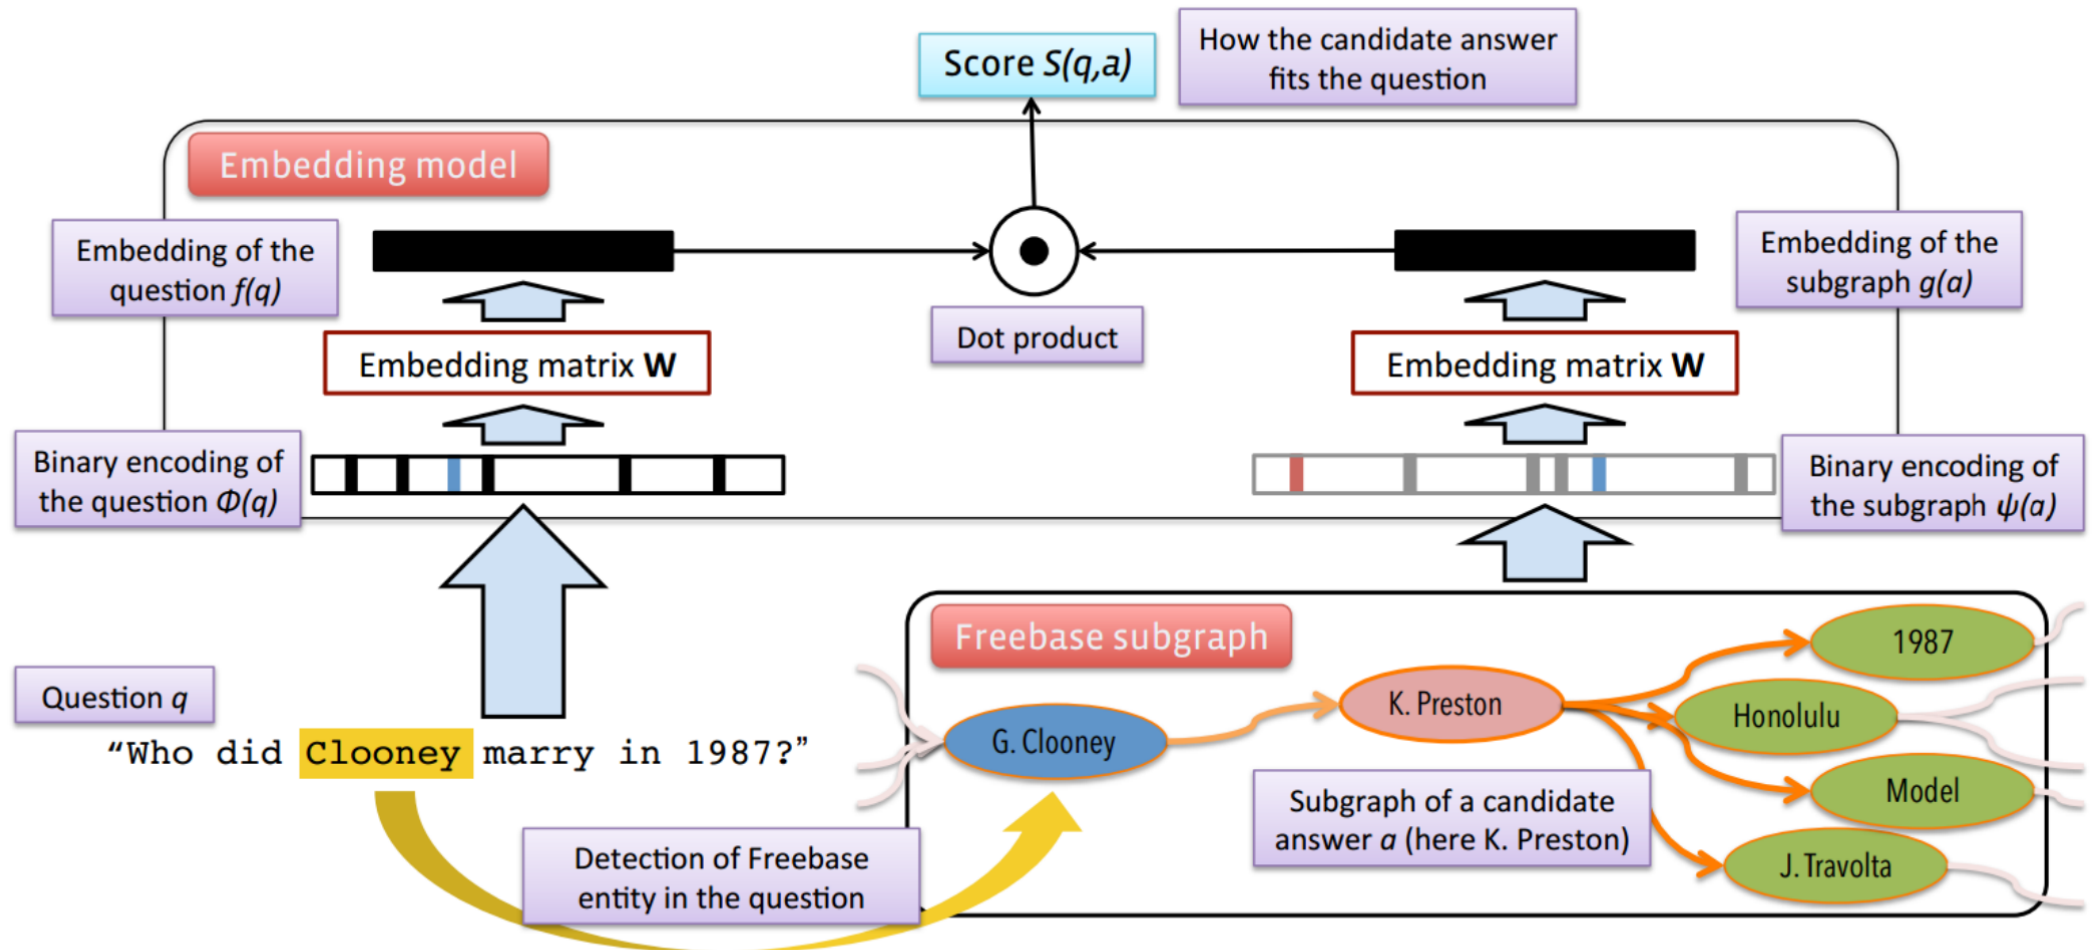 Score S(q,a)
How the candidate answer
fits the question
Embedding model
Embedding of the
question f(q)
Embedding of the
subgraph g(a)
Dot product
Embedding matrix W
Embedding matrix W
Binary encoding of
the question Φ(q)
Binary encoding of
the subgraph ψ(a)
Freebase subgraph
Question q
“Who did Clooney marry in 1987?”
G. Clooney
K. Preston
1987
Honolulu
Model
J. Travolta
Subgraph of a candidate
answer a (here K. Preston)
Detection of Freebase
entity in the question